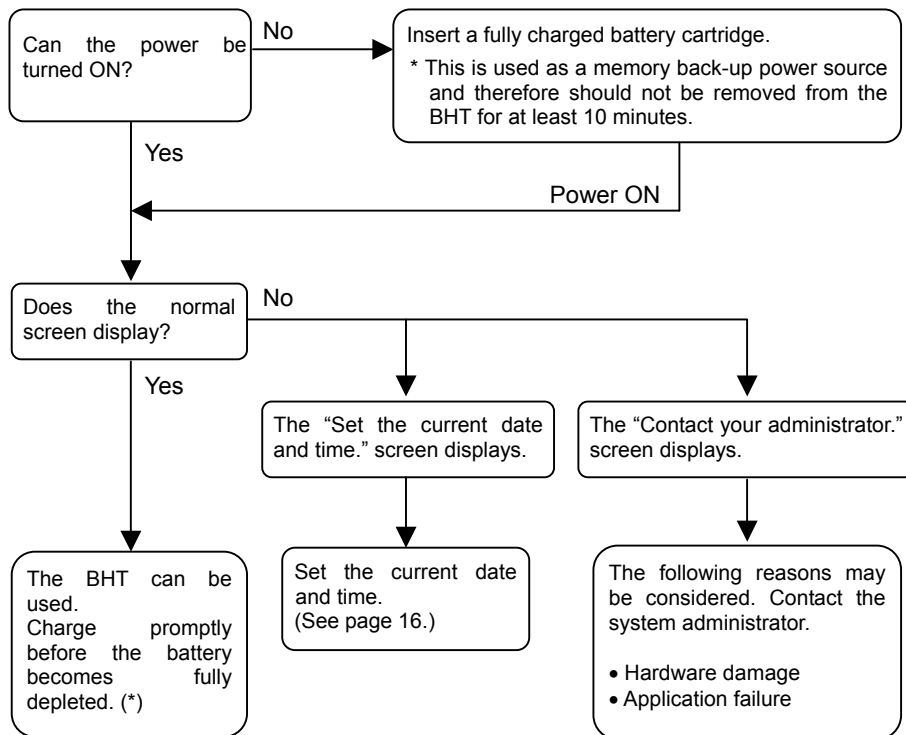 Can the power be
turned ON?
No
Insert a fully charged battery cartridge.
* This is used as a memory back-up power source
and therefore should not be removed from the
BHT for at least 10 minutes.
Yes
Power ON
Does the normal
screen display?
No
Yes
The “Set the current date
and time.” screen displays.
The “Contact your administrator.”
screen displays.
The BHT can be
used.
Charge promptly
before the battery
becomes fully
depleted. (*)
Set the current date
and time.
(See page 16.)
The following reasons may
be considered. Contact the
system administrator.
• Hardware damage
• Application failure